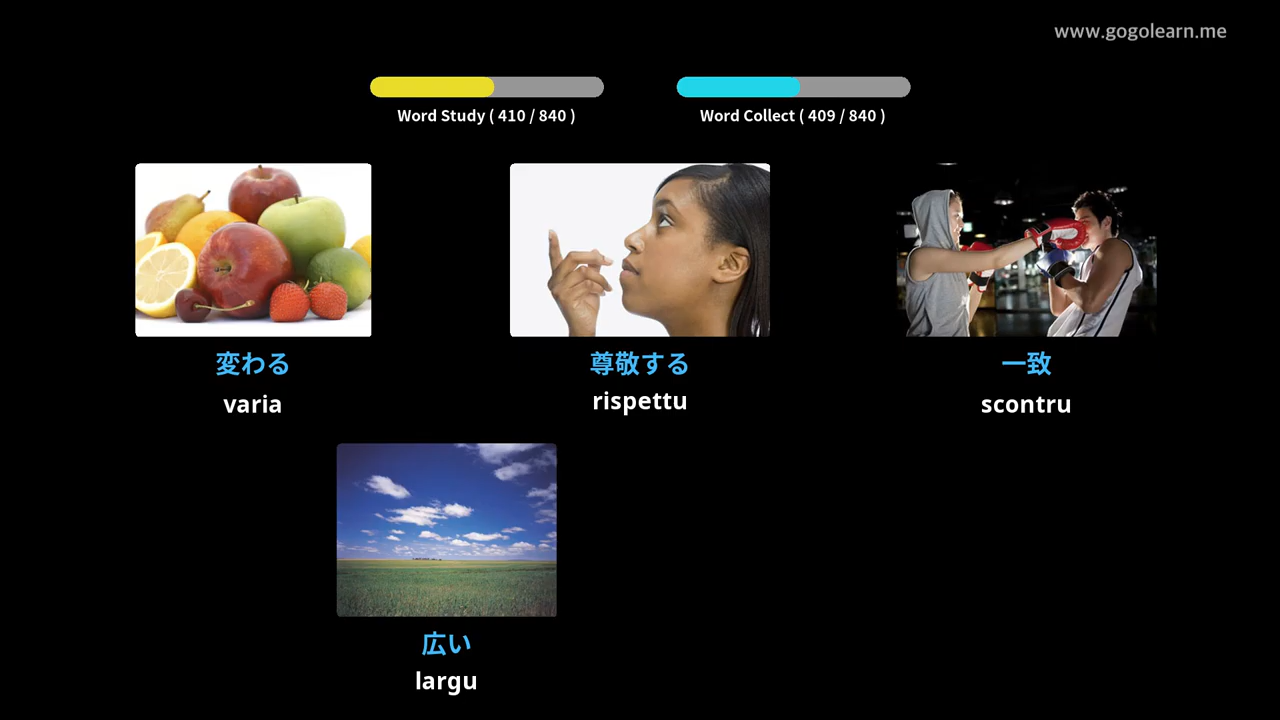 www.gogolearn.me
Word Study ( 410 / 840 )
Word Collect ( 409 / 840 )
変わる
varia
尊敬する
rispettu
一致
scontru
広い
largu